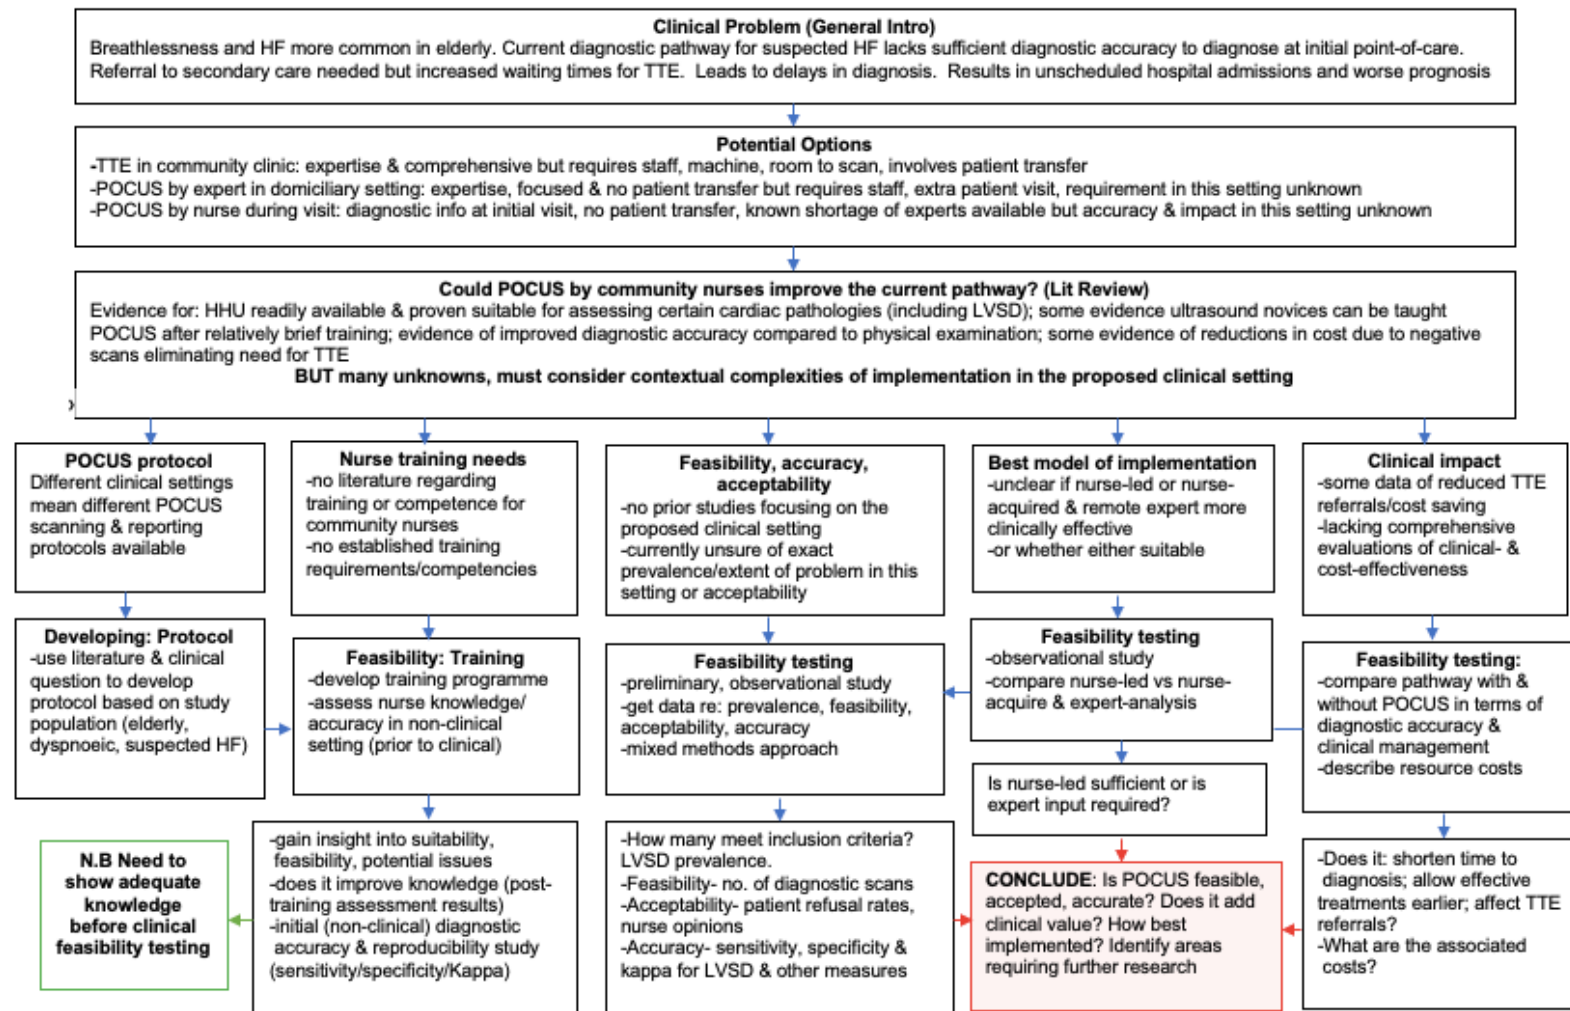 Clinical Problem (General Intro)
Breathlessness and HF more common in elderly. Current diagnostic pathway for suspected HF lacks sufficient diagnostic accuracy to diagnose at initial point-of-care.
Referral to secondary care needed but increased waiting times for TTE. Leads to delays in diagnosis. Results in unscheduled hospital admissions and worse prognosis
Potential Options
-TTE in community clinic: expertise & comprehensive but requires staff, machine, room to scan, involves patient transfer
-POCUS by expert in domiciliary setting: expertise, focused & no patient transfer but requires staff, extra patient visit, requirement in this setting unknown
-POCUS by nurse during visit: diagnostic info at initial visit, no patient transfer, known shortage of experts available but accuracy & impact in this setting unknown
Could POCUS by community nurses improve the current pathway? (Lit Review)
Evidence for: HHU readily available & proven suitable for assessing certain cardiac pathologies (including LVSD); some evidence ultrasound novices can be taught
POCUS after relatively brief training; evidence of improved diagnostic accuracy compared to physical examination; some evidence of reductions in cost due to negative
scans eliminating need for TTE
BUT many unknowns, must consider contextual complexities of implementation in the proposed clinical setting
POCUS protocol
Different clinical settings
mean different POCUS
scanning & reporting
protocols available
Nurse training needs
-no literature regarding
training or competence for
community nurses
-no established training
requirements/competencies
Feasibility, accuracy,
acceptability
-no prior studies focusing on the
proposed clinical setting
-currently unsure of exact
prevalence/extent of problem in this
setting or acceptability
Best model of implementation
-unclear if nurse-led or nurse-
acquired & remote expert more
clinically effective
-or whether either suitable
Clinical impact
-some data of reduced TTE
referrals/cost saving
-lacking comprehensive
evaluations of clinical- &
cost-effectiveness
Developing: Protocol
-use literature & clinical
question to develop
protocol based on study
population (elderly,
dyspnoeic, suspected HF)
Feasibility: Training
-develop training programme
-assess nurse knowledge/
accuracy in non-clinical
setting (prior to clinical)
Feasibility testing
-preliminary, observational study
-get data re: prevalence, feasibility,
acceptability, accuracy
-mixed methods approach
Feasibility testing
-observational study
-compare nurse-led vs nurse-
acquire & expert-analysis
Feasibility testing:
-compare pathway with &
without POCUS in terms of
diagnostic accuracy &
clinical management
-describe resource costs
Is nurse-led sufficient or is
expert input required?
N.B Need to
show adequate
knowledge
before clinical
feasibility testing
-gain insight into suitability,
feasibility, potential issues
-does it improve knowledge (post-
training assessment results)
-initial (non-clinical) diagnostic
accuracy & reproducibility study
(sensitivity/specificity/Kappa)
-How many meet inclusion criteria?
LVSD prevalence.
-Feasibility- no. of diagnostic scans
-Acceptability- patient refusal rates,
nurse opinions
-Accuracy- sensitivity, specificity &
kappa for LVSD & other measures
CONCLUDE: Is POCUS feasible,
accepted, accurate? Does it add
clinical value? How best
implemented? Identify areas
requiring further research
-Does it: shorten time to
diagnosis; allow effective
treatments earlier; affect TTE
referrals?
-What are the associated
costs?